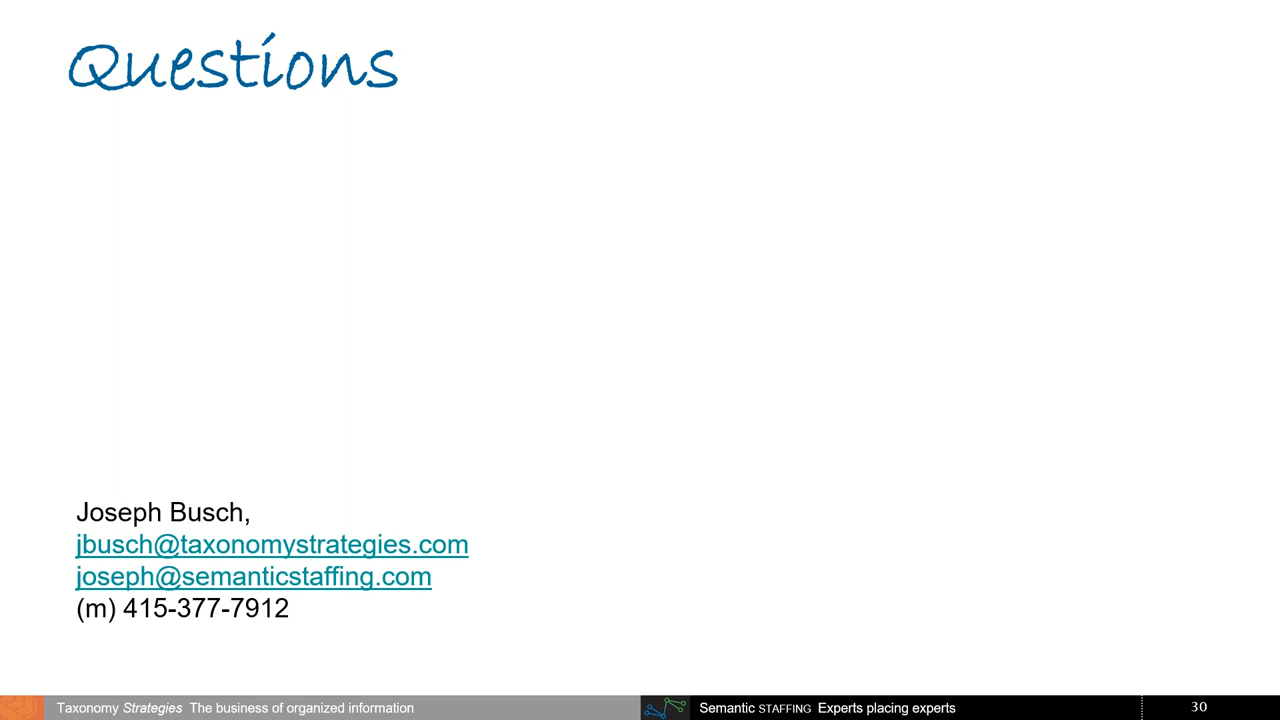 Questions
Joseph Busch,
jbusch@taxonomystrategies.com
joseph@semanticstaffing.com
(m) 415-377-7912
Taxonomy Strategies The business of organized information
Semantic STAFFING Experts placing experts
30